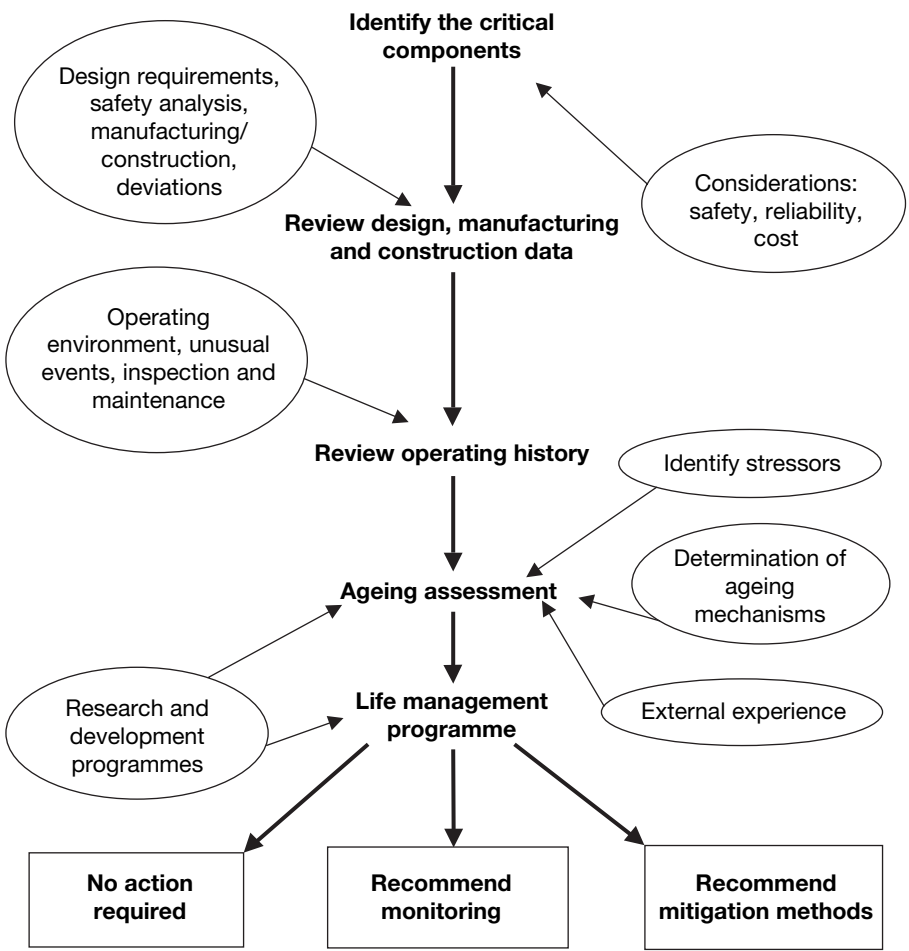 Identify the critical
components
Design requirements,
safety analysis,
manufacturing/
construction,
deviations
Considerations:
safety, reliability,
cost
Review design, manufacturing
and construction data
Operating
environment, unusual
events, inspection and
maintenance
Review operating history
Identify stressors
Determination of
ageing
mechanisms
Ageing assessment
External experience
Research and
development
programmes
Life management
programme
No action
required
Recommend
monitoring
Recommend
mitigation methods